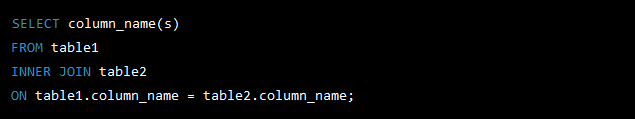 SELECT column_name(s)
FROM table1
INNER JOIN table2
ON table1.column_name = table2.column_name;